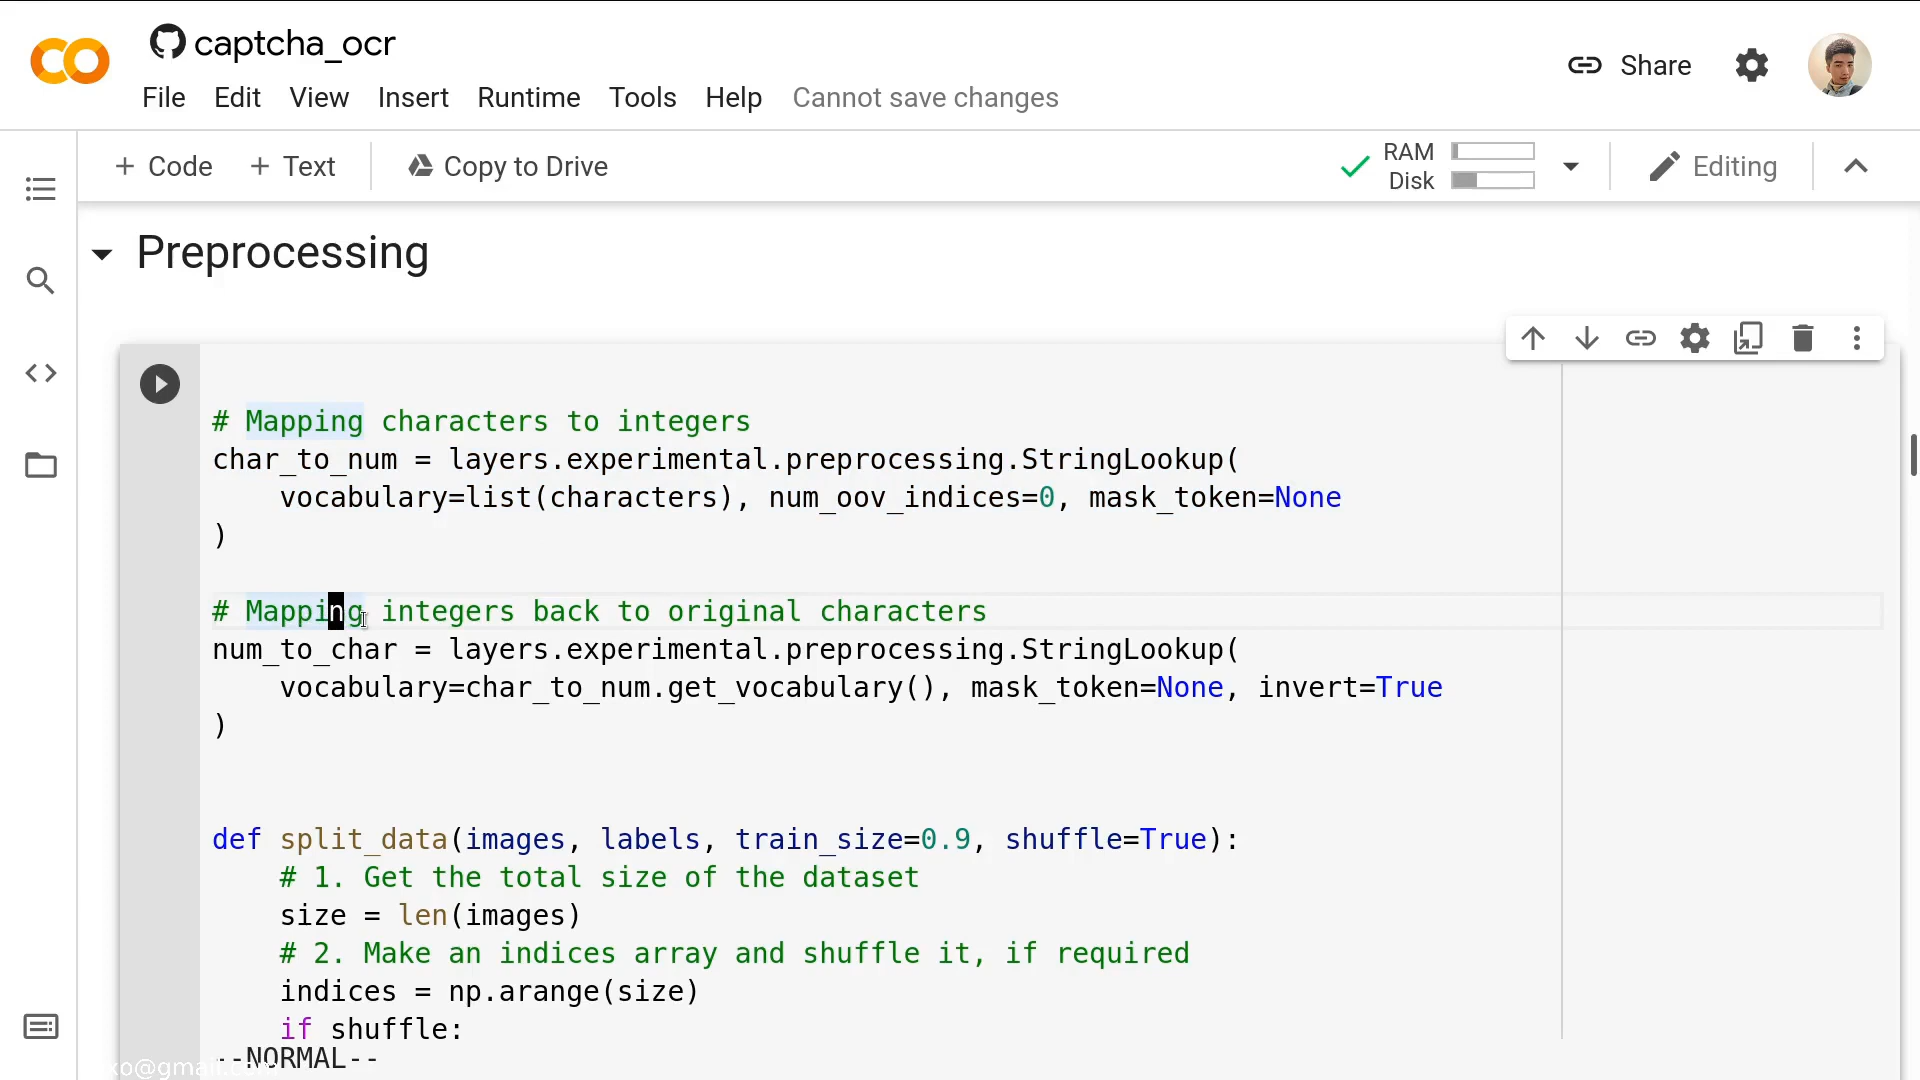 captcha_ocr
File Edit View Insert Runtime Tools Help Cannot save changes
Share
+ Code + Text Copy to Drive
RAM
Disk
Editing
Preprocessing
# Mapping characters to integers
char_to_num = layers.experimental.preprocessing.StringLookup(
    vocabulary=list(characters), num_oov_indices=0, mask_token=None
)
# Mapping integers back to original characters
num_to_char = layers.experimental.preprocessing.StringLookup(
    vocabulary=char_to_num.get_vocabulary(), mask_token=None, invert=True
)
def split_data(images, labels, train_size=0.9, shuffle=True):
    # 1. Get the total size of the dataset
    size = len(images)
    # 2. Make an indices array and shuffle it, if required
    indices = np.arange(size)
    if shuffle:
--NORMAL--